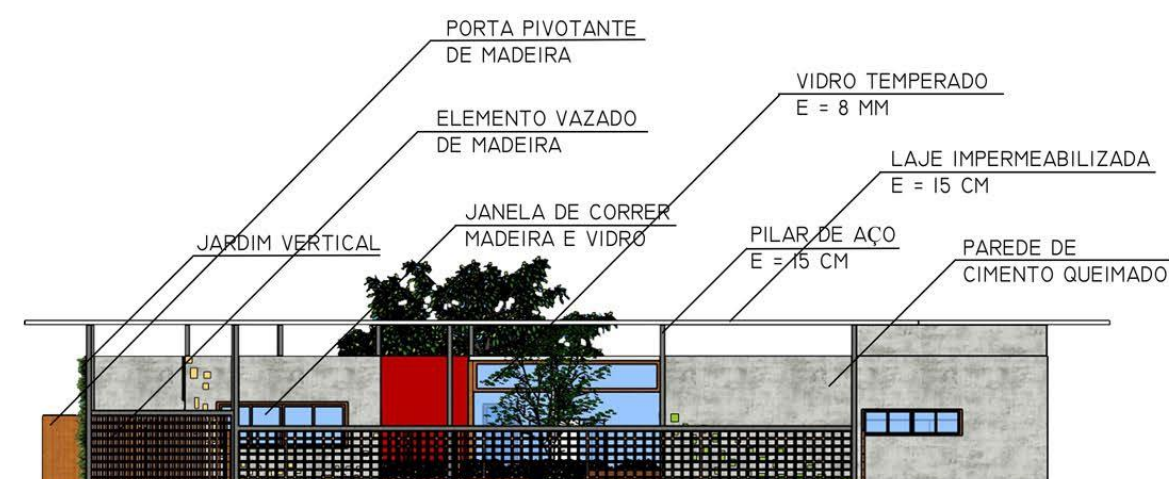 PORTA PIVOTANTE
DE MADEIRA
VIDRO TEMPERADO
E = 8 MM
ELEMENTO VAZADO
DE MADEIRA
LAJE IMPERMEABILIZADA
E = 15 CM
JANELA DE CORRER
MADEIRA E VIDRO
JARDIM VERTICAL
PILAR DE AÇO
E = 15 CM
PAREDE DE
CIMENTO QUEIMADO